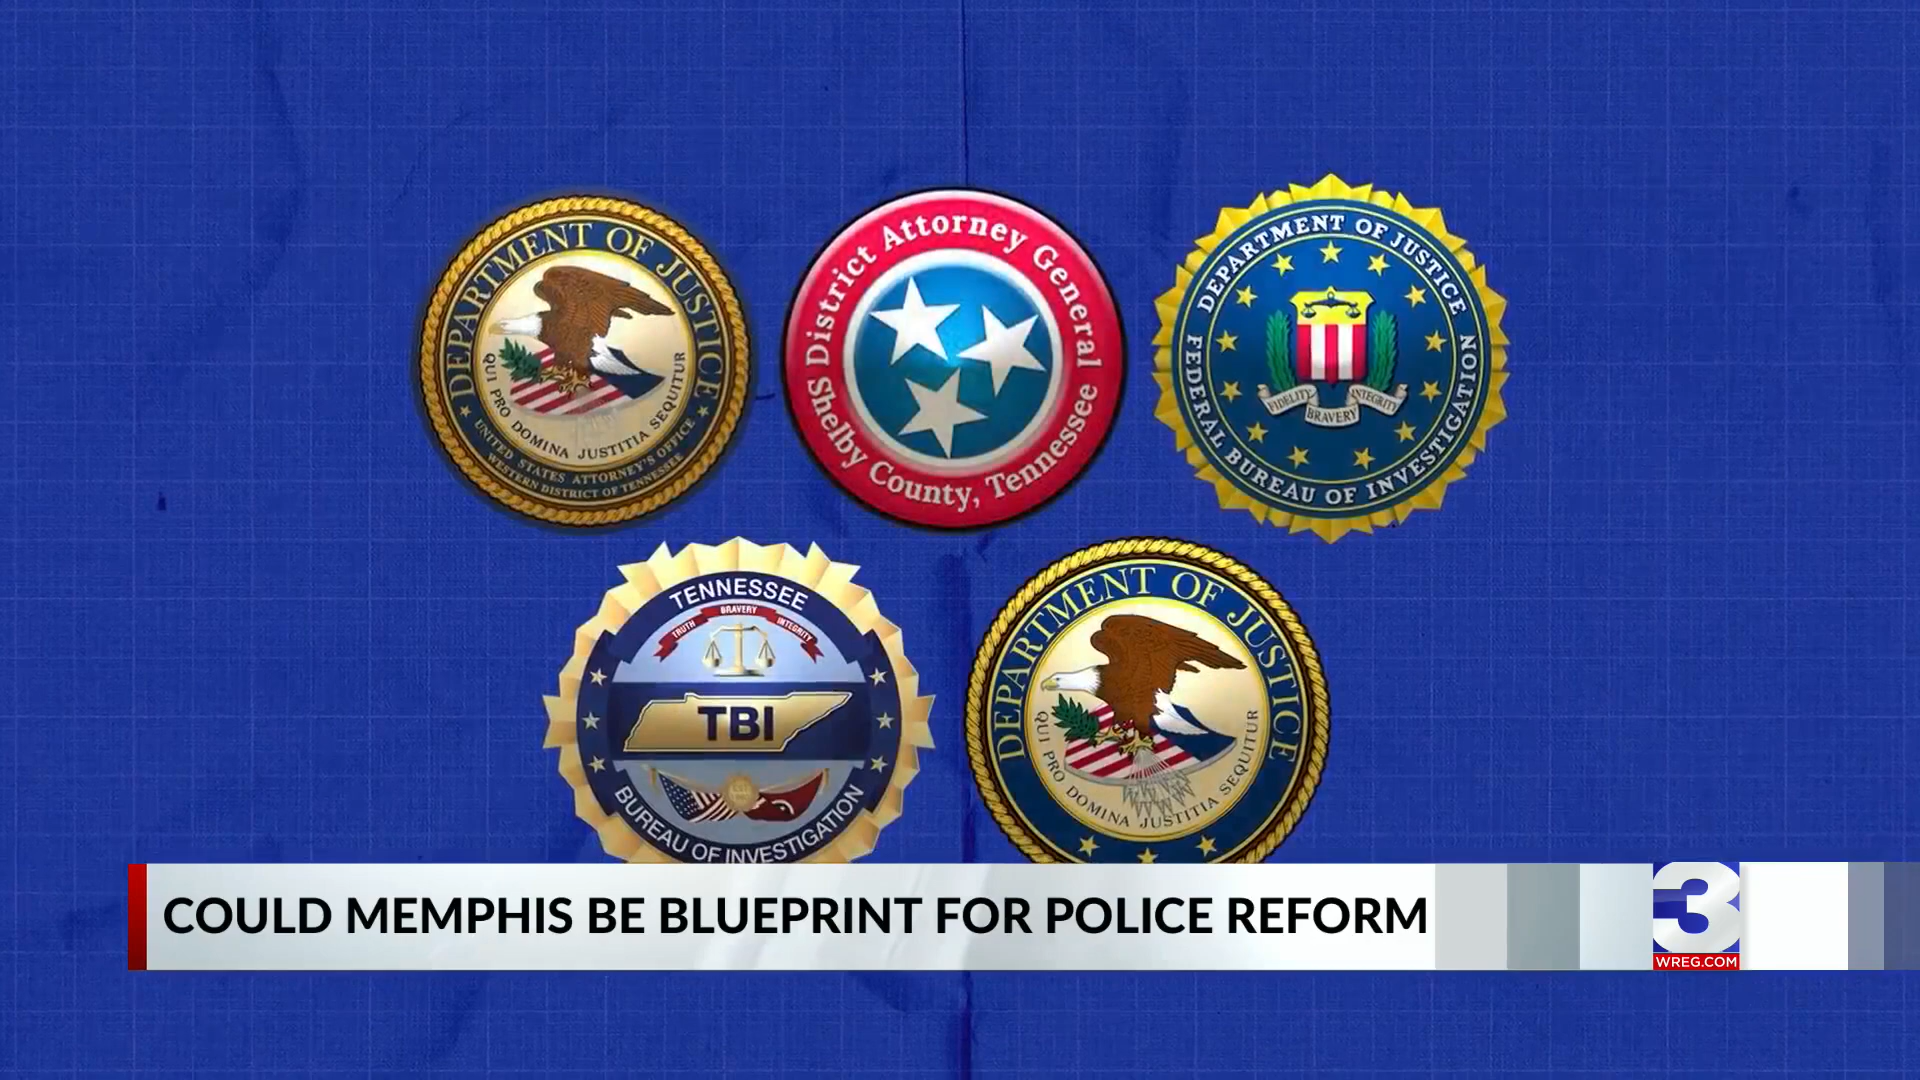 DEPARTMENT OF JUSTICE
QUI PRO DOMINA JUSTITIA SEQUITUR
UNITED STATES ATTORNEY'S OFFICE
WESTERN DISTRICT OF TENNESSEE
District Attorney General
Shelby County, Tennessee
DEPARTMENT OF JUSTICE
FEDERAL BUREAU OF INVESTIGATION
FIDELITY
BRAVERY
INTEGRITY
TENNESSEE
TRUTH
BRAVERY
INTEGRITY
TBI
BUREAU OF INVESTIGATION
DEPARTMENT OF JUSTICE
QUI PRO DOMINA JUSTITIA SEQUITUR
COULD MEMPHIS BE BLUEPRINT FOR POLICE REFORM
3
WREG.COM